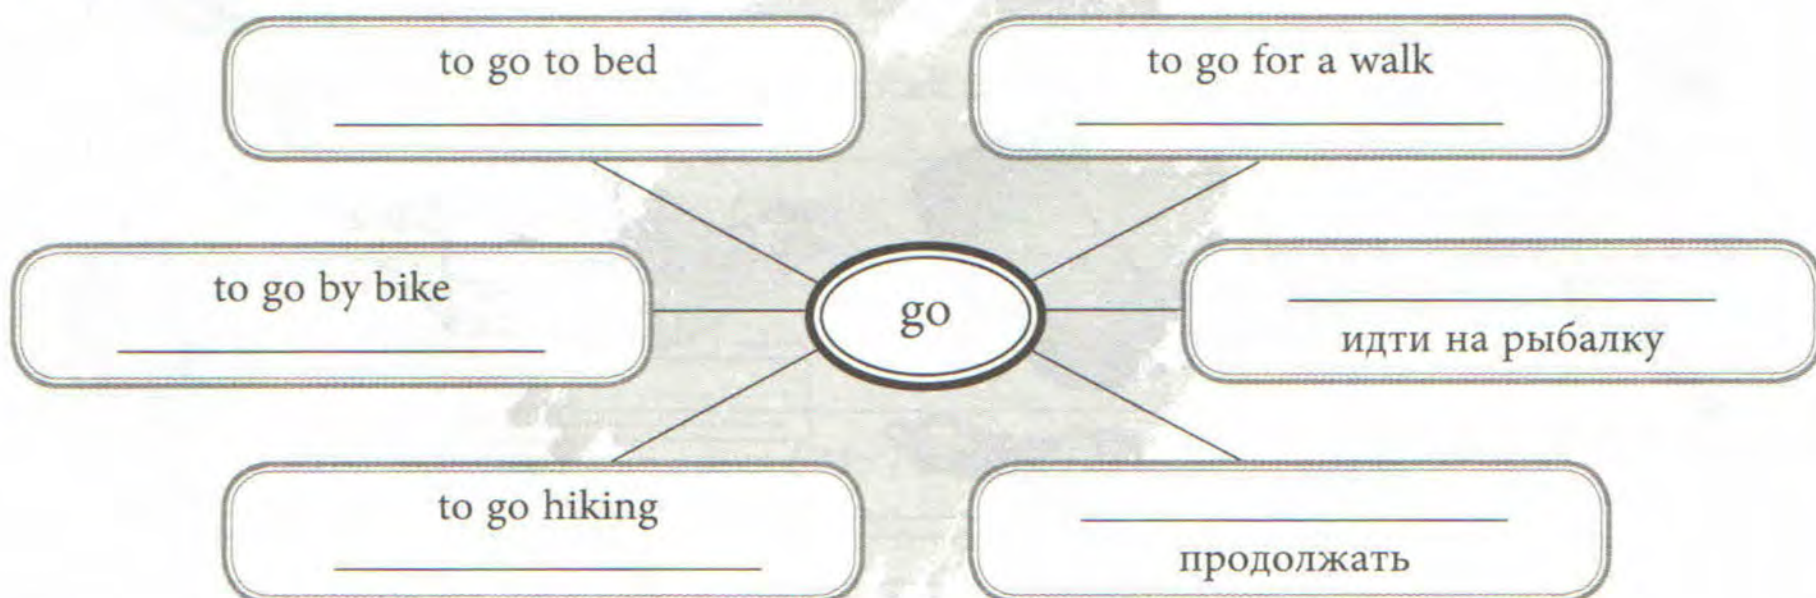 to go to bed
to go for a walk
to go by bike
go
идти на рыбалку
to go hiking
продолжать